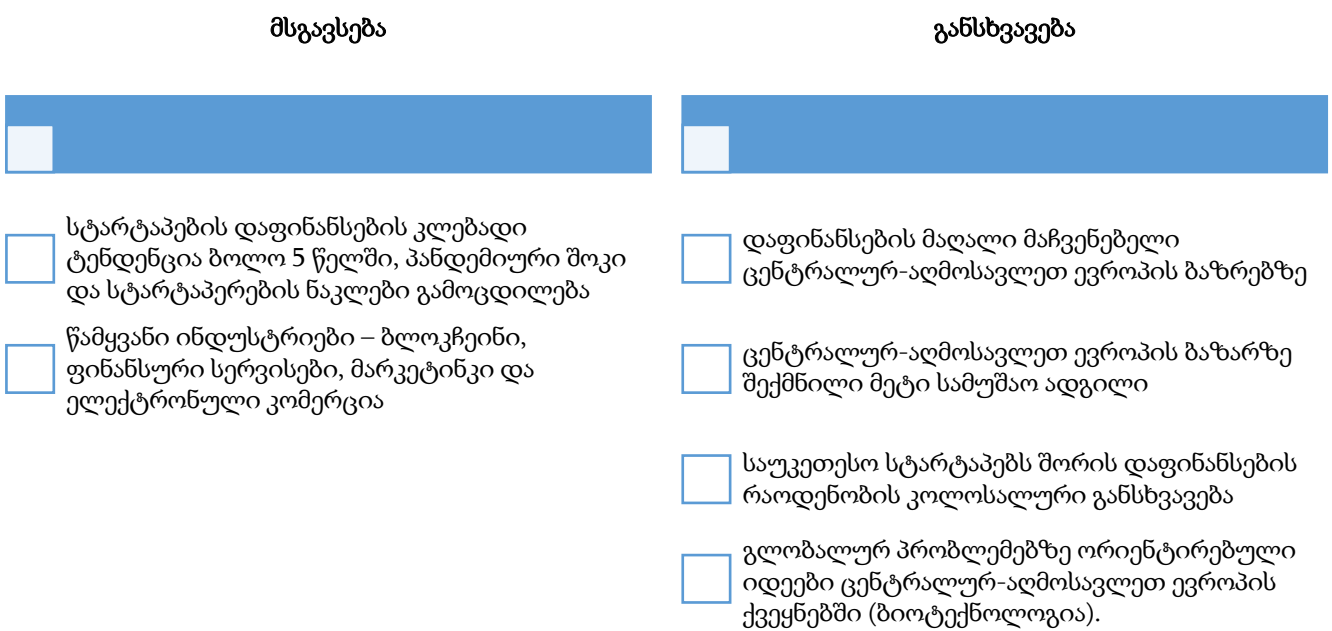 მსგავსება
სტარტაპების დაფინანსების კლებადი
ტენდენცია ბოლო 5 წელში, პანდემიური შოკი
და სტარტაპერების ნაკლები გამოცდილება
წამყვანი ინდუსტრიები – ბლოკჩეინი,
ფინანსური სერვისები, მარკეტინკი და
ელექტრონული კომერცია
განსხვავება
დაფინანსების მაღალი მაჩვენებელი
ცენტრალურ-აღმოსავლეთ ევროპის ბაზრებზე
ცენტრალურ-აღმოსავლეთ ევროპის ბაზარზე
შექმნილი მეტი სამუშაო ადგილი
საუკეთესო სტარტაპებს შორის დაფინანსების
რაოდენობის კოლოსალური განსხვავება
გლობალურ პრობლემებზე ორიენტირებული
იდეები ცენტრალურ-აღმოსავლეთ ევროპის
ქვეყნებში (ბიოტექნოლოგია).